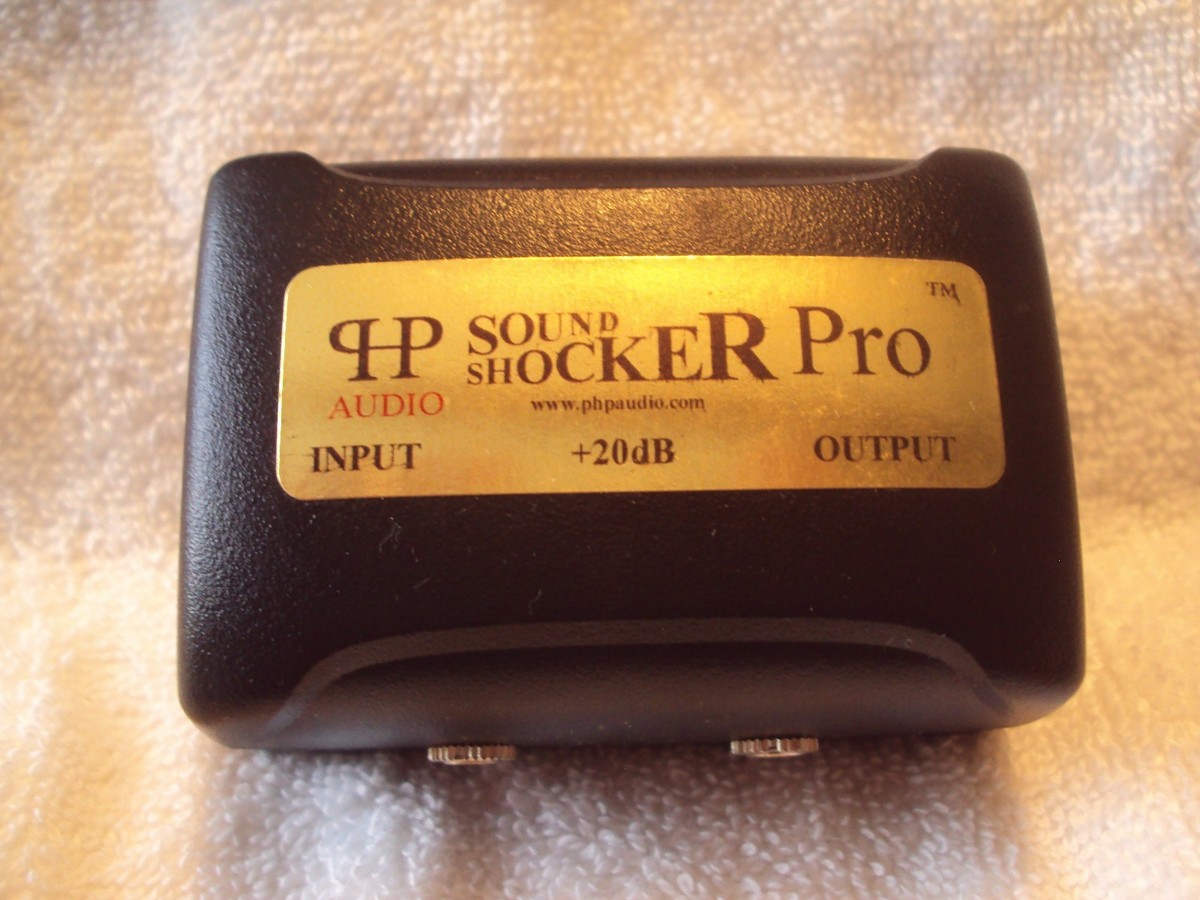 PHP SOUND SHOCKER Pro ™
AUDIO
www.phpaudio.com
INPUT +20dB OUTPUT